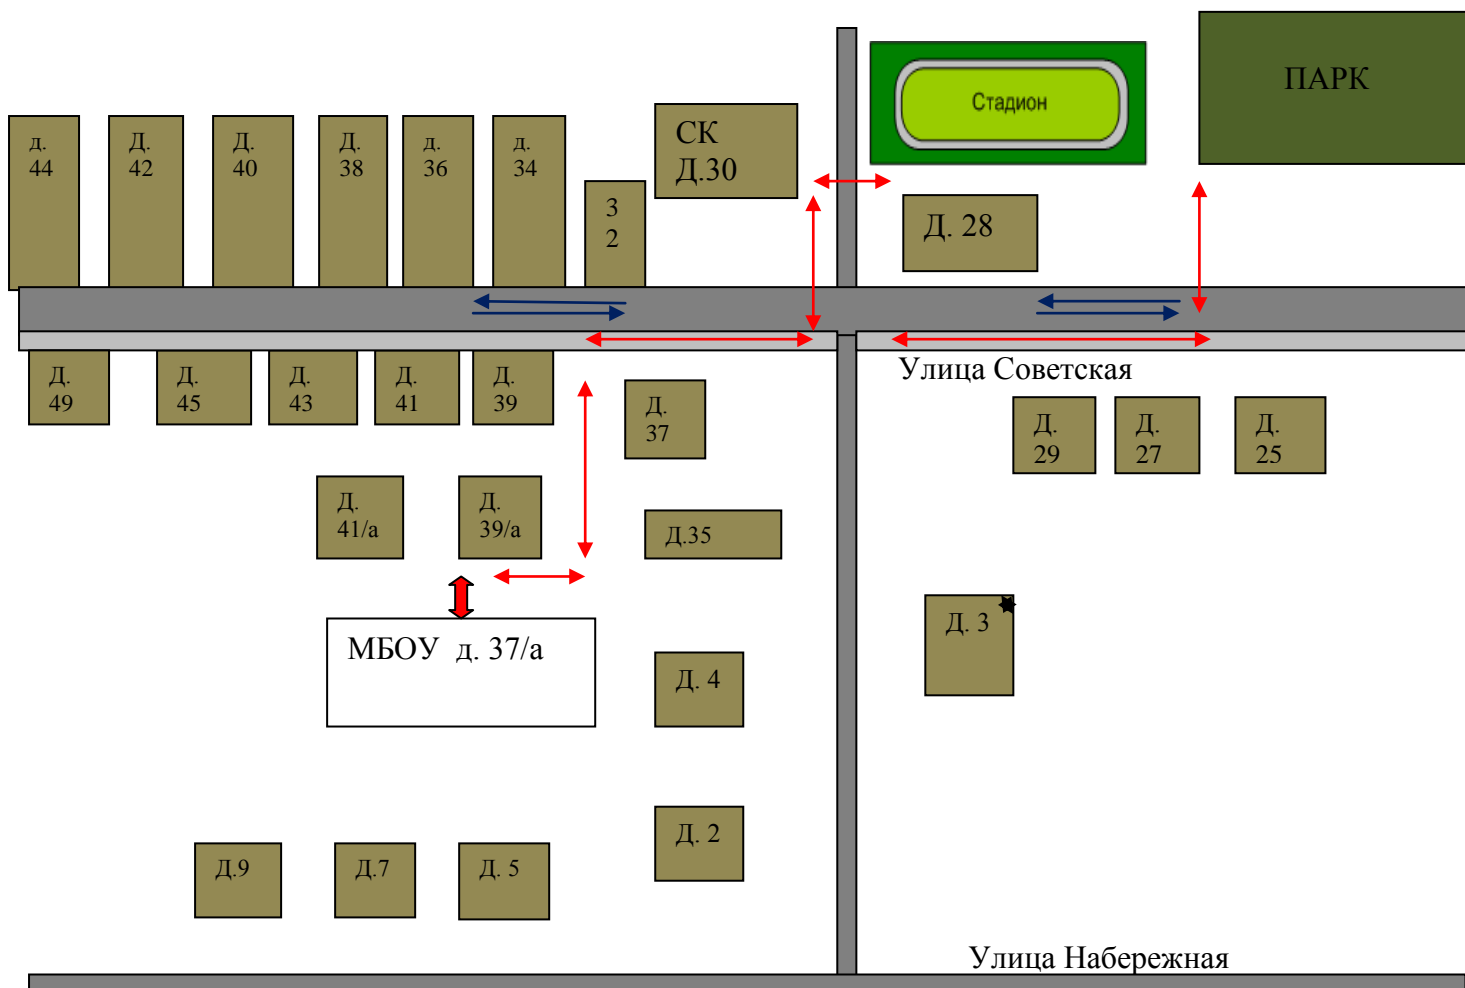 ПАРК
Стадион
СК
Д.30
д.
44
Д.
42
Д.
40
Д.
38
д.
36
д.
34
3
2
Д. 28
Улица Советская
Д.
49
Д.
45
Д.
43
Д.
41
Д.
39
Д.
37
Д.
29
Д.
27
Д.
25
Д.
41/а
Д.
39/а
Д.35
МБОУ д. 37/а
Д. 3
Д. 4
Д. 2
Д.9
Д.7
Д. 5
Улица Набережная